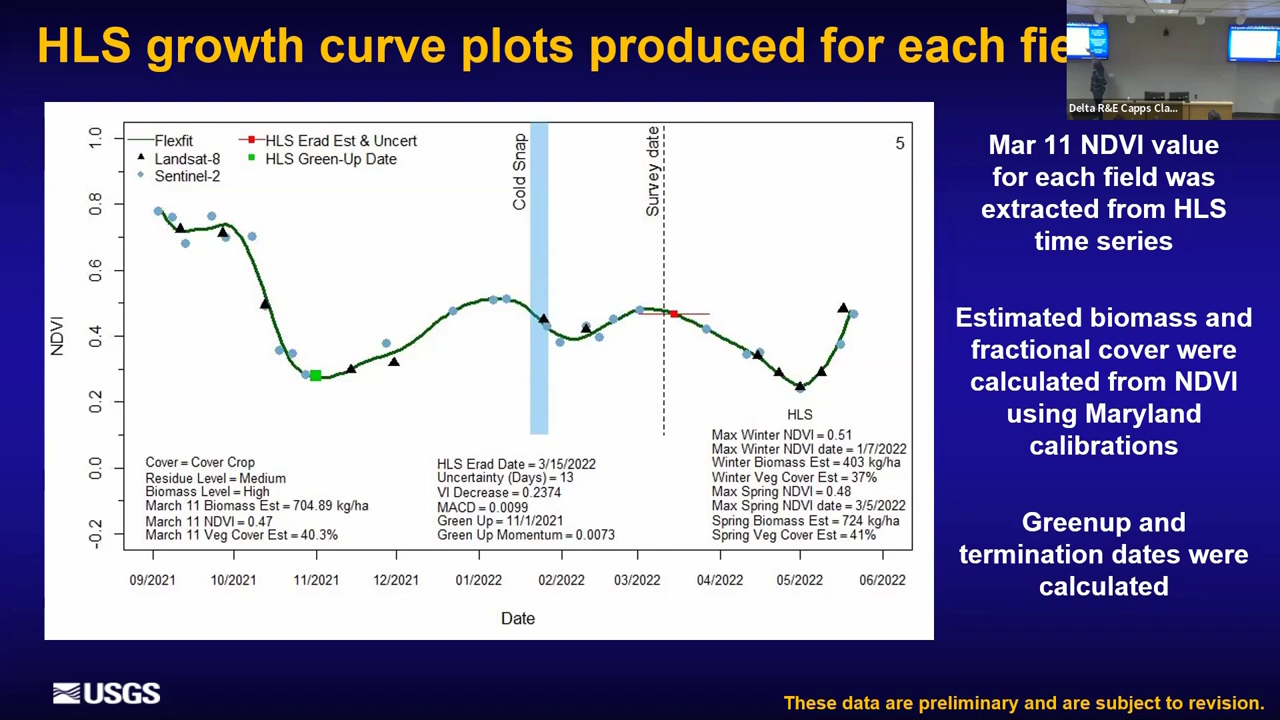 HLS growth curve plots produced for each fie
Delta R&E Capps Cla...
Flexfit
Landsat-8
Sentinel-2
HLS Erad Est & Uncert
HLS Green-Up Date
Cold Snap
Survey date
5
NDVI
1.0
0.8
0.6
0.4
0.2
0.0
-0.2
Cover = Cover Crop
Residue Level = Medium
Biomass Level = High
March 11 Biomass Est = 704.89 kg/ha
March 11 NDVI = 0.47
March 11 Veg Cover Est = 40.3%
HLS Erad Date = 3/15/2022
Uncertainty (Days) = 13
VI Decrease = 0.2374
MACD = 0.0099
Green Up = 11/1/2021
Green Up Momentum = 0.0073
HLS
Max Winter NDVI = 0.51
Max Winter NDVI date = 1/7/2022
Winter Biomass Est = 403 kg/ha
Winter Veg Cover Est = 37%
Max Spring NDVI = 0.48
Max Spring NDVI date = 3/5/2022
Spring Biomass Est = 724 kg/ha
Spring Veg Cover Est = 41%
09/2021 10/2021 11/2021 12/2021 01/2022 02/2022 03/2022 04/2022 05/2022 06/2022
Date
Mar 11 NDVI value
for each field was
extracted from HLS
time series
Estimated biomass and
fractional cover were
calculated from NDVI
using Maryland
calibrations
Greenup and
termination dates were
calculated
USGS
These data are preliminary and are subject to revision.